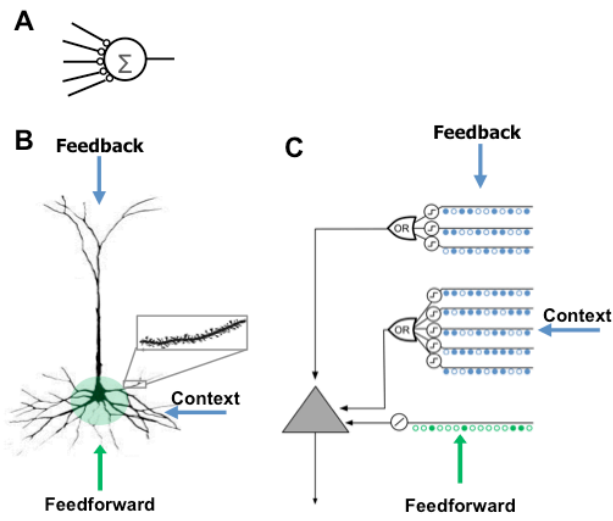 A
Σ
B
Feedback
Context
Feedforward
C
Feedback
OR
OR
Context
Feedforward